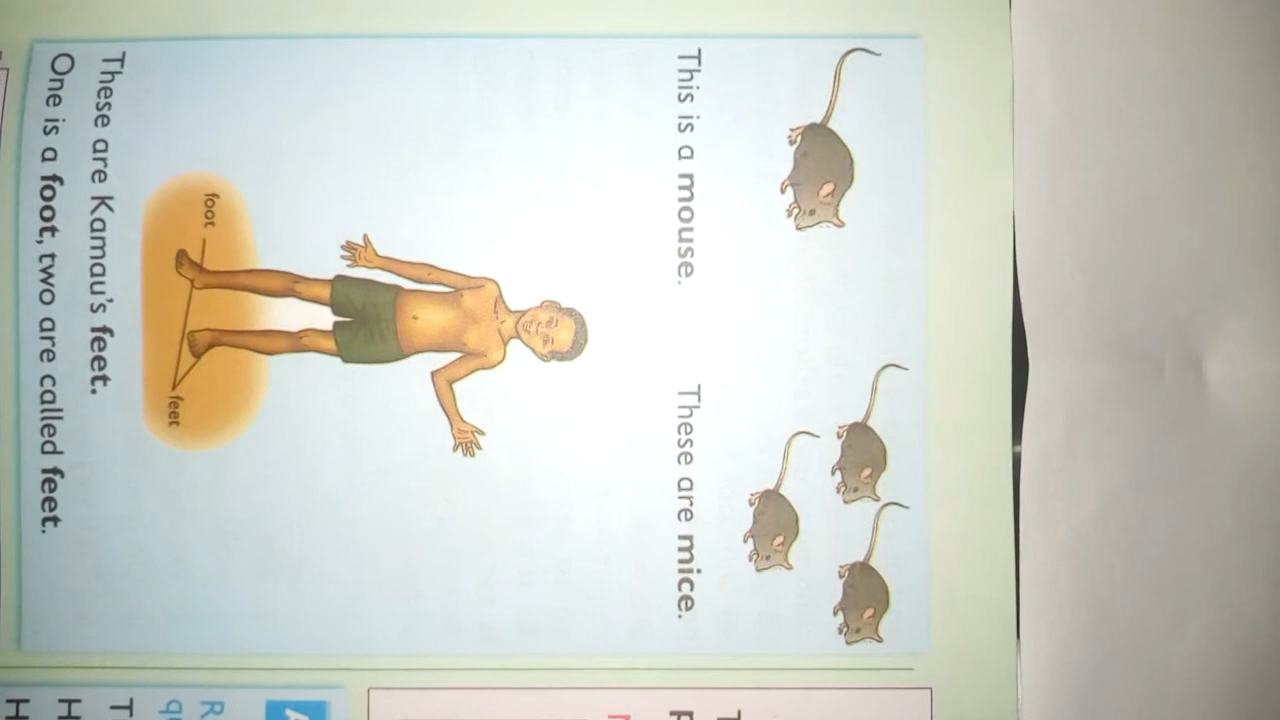 This is a mouse.
These are mice.
foot
feet
These are Kamau's feet.
One is a foot, two are called feet.